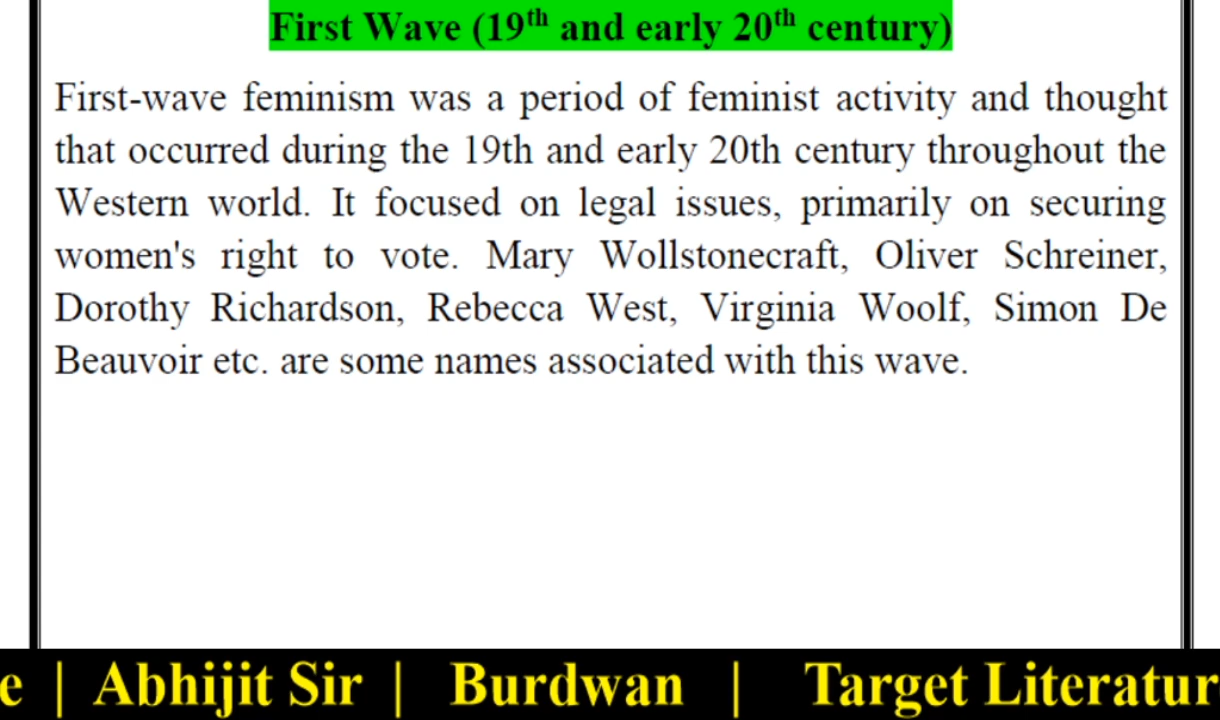 First Wave (19th and early 20th century)
First-wave feminism was a period of feminist activity and thought
that occurred during the 19th and early 20th century throughout the
Western world. It focused on legal issues, primarily on securing
women's right to vote. Mary Wollstonecraft, Oliver Schreiner,
Dorothy Richardson, Rebecca West, Virginia Woolf, Simon De
Beauvoir etc. are some names associated with this wave.
e | Abhijit Sir | Burdwan | Target Literatur